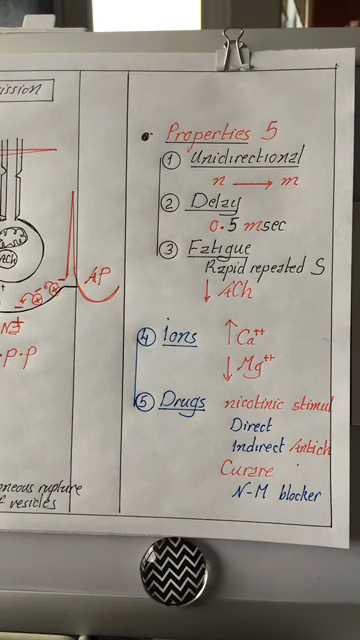 ission
ACh
AP
N±
.P.P
neous rupture
f vesicles
Properties 5
① Unidirectional
n → m
② Delay
0.5 msec
③ Fatigue
Rapid repeated S
↓ ACh
④ Ions ↑ Ca++
↓ Mg++
⑤ Drugs nicotinic stimul
Direct
Indirect/Antich
Curare
N-M blocker